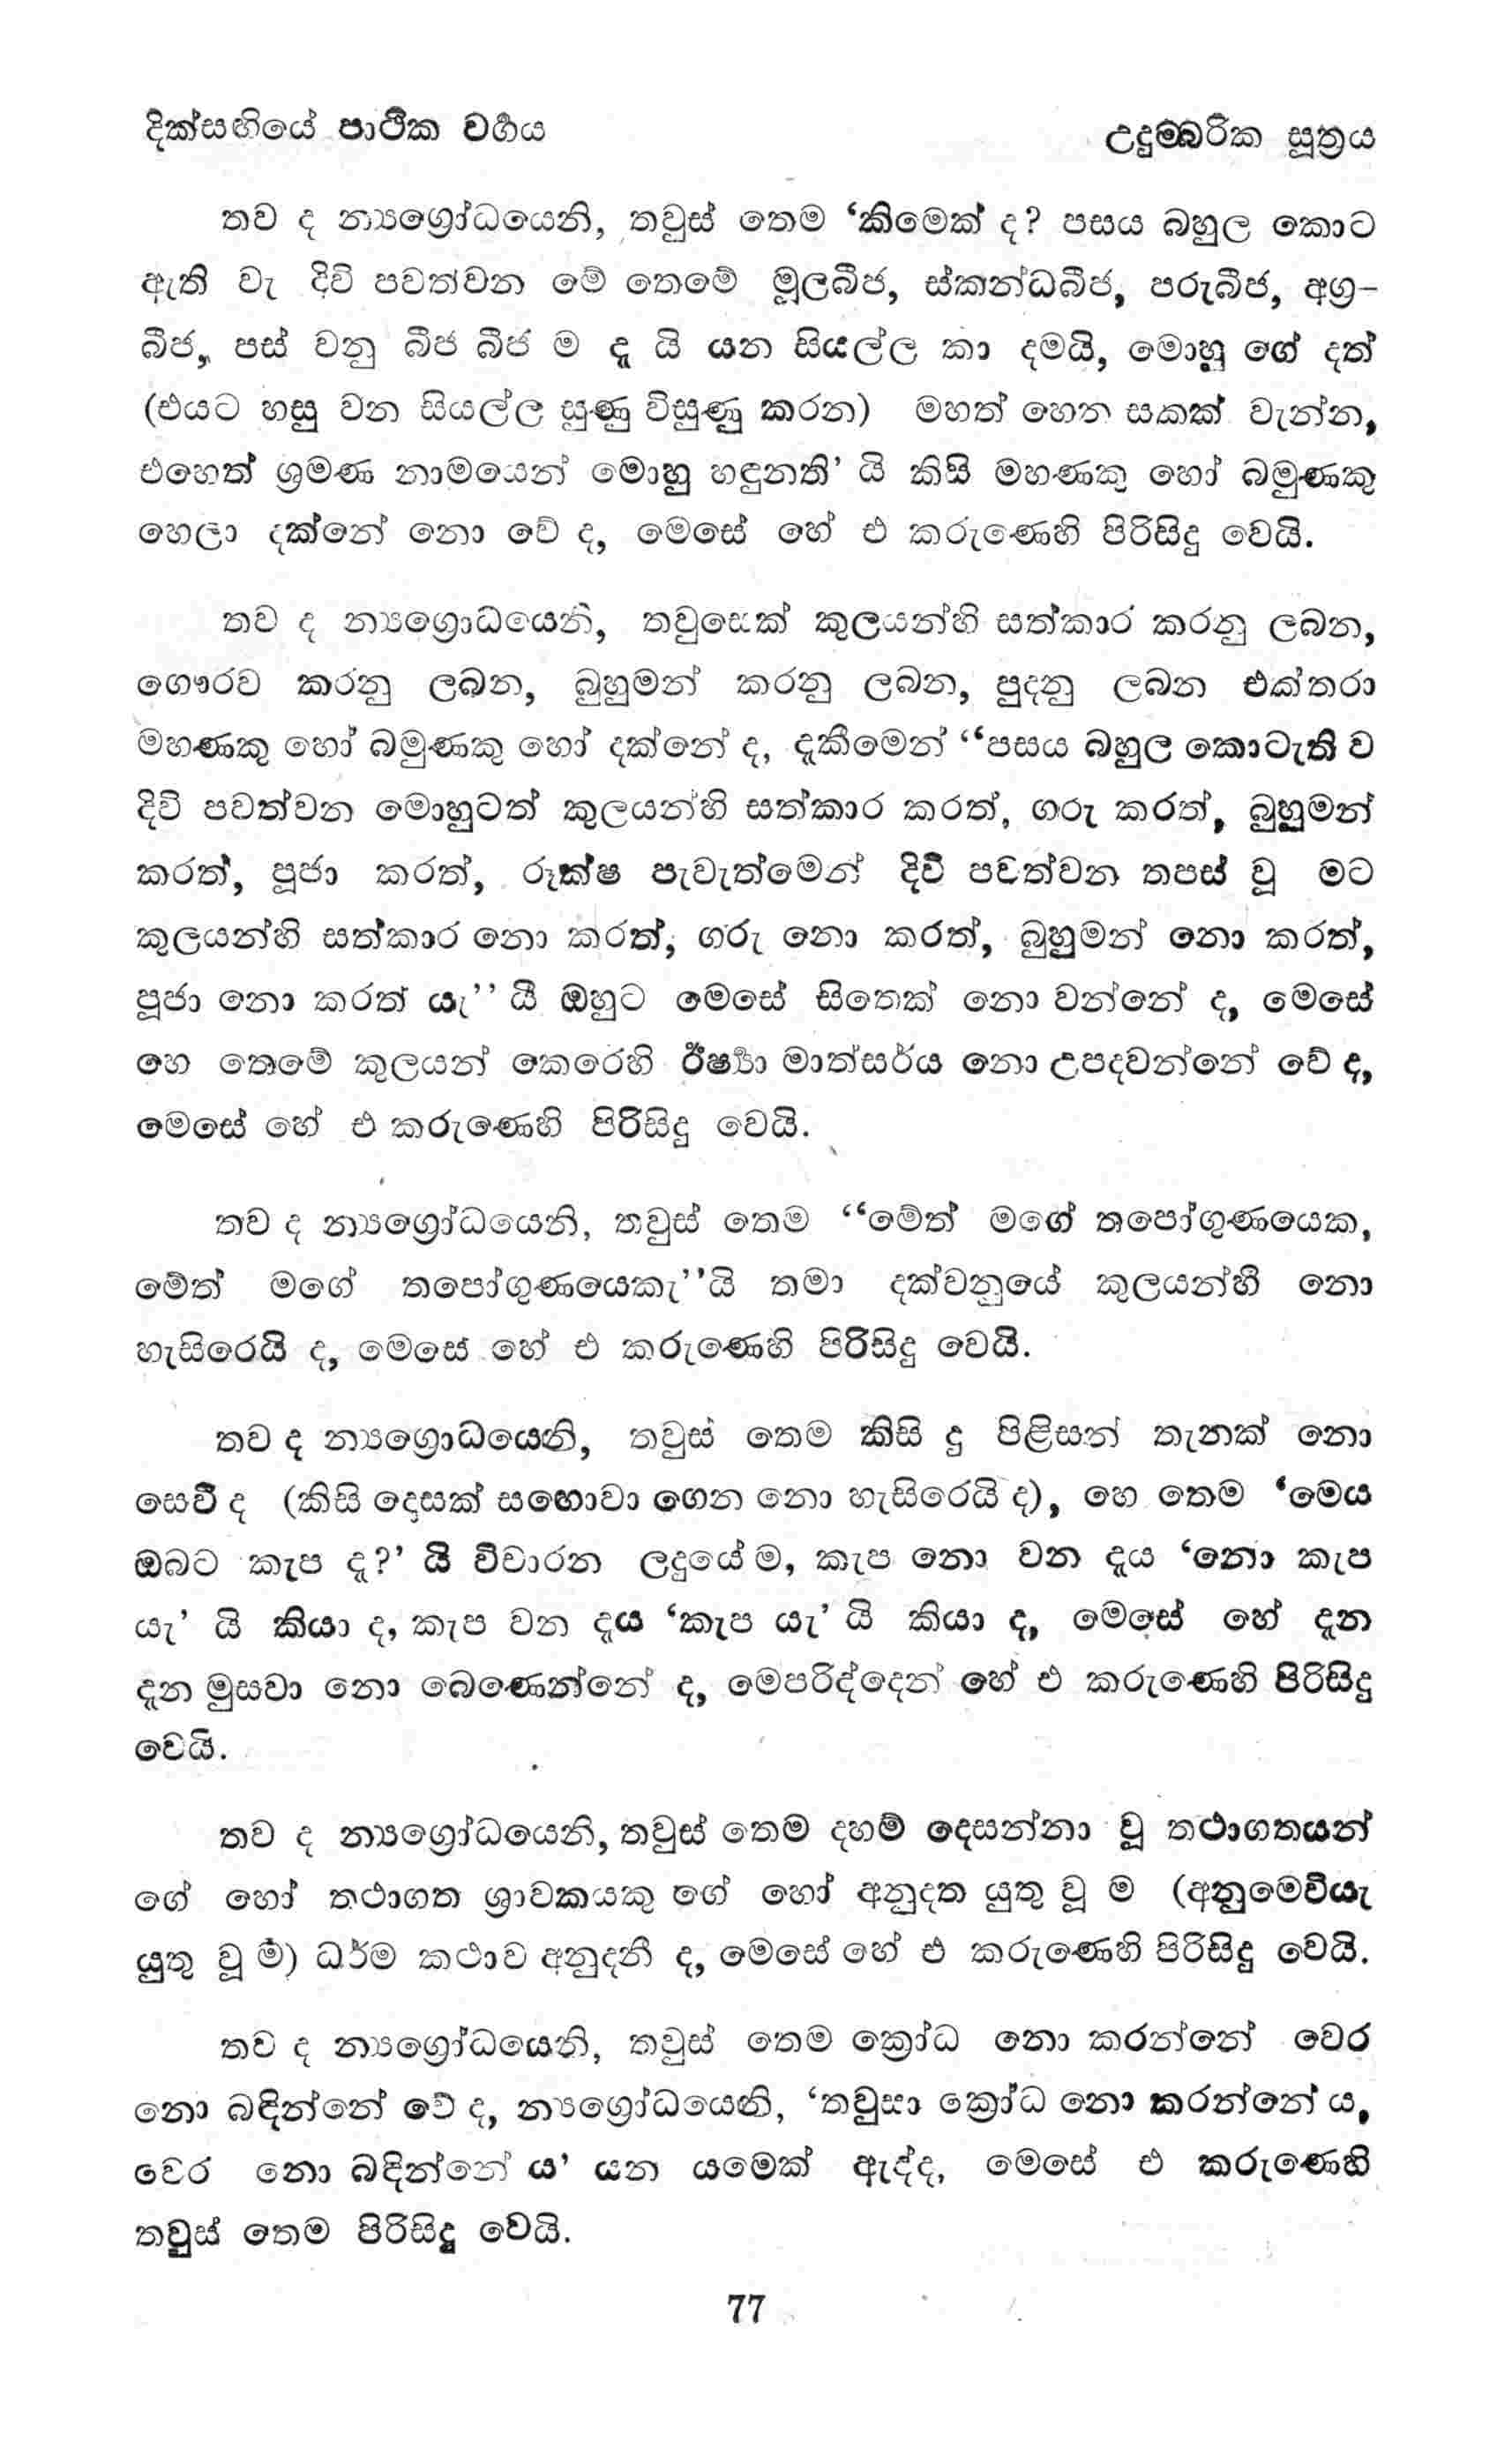 දික්සඟියේ පාථික වර්‍ගය
උදුම්බරික සූත්‍රය
තව ද න්‍යග්‍රෝධයෙනි, තවුස් තෙම ‘කිමෙක් ද? පසය බහුල කොට
ඇති වැ දිවි පවත්වන මේ තෙමේ මූලබීජ, ස්කන්ධබීජ, පරුබීජ, අග්‍ර-
බීජ, පස් වනු බීජ බීජ ම දැ යි යන සියල්ල කා දමයි, මොහු ගේ දත්
(එයට හසු වන සියල්ල සුණු විසුණු කරන) මහත් හෙන සකක් වැන්න,
එහෙත් ශ්‍රමණ නාමයෙන් මොහු හඳුනති’ යි කිසි මහණකු හෝ බමුණකු
හෙලා දක්නේ නො වේ ද, මෙසේ හේ එ කරුණෙහි පිරිසිදු වෙයි.
තව ද න්‍යග්‍රොධයෙනි, තවුසෙක් කුලයන්හි සත්කාර කරනු ලබන,
ගෞරව කරනු ලබන, බුහුමන් කරනු ලබන, පුදනු ලබන එක්තරා
මහණකු හෝ බමුණකු හෝ දක්නේ ද, දැකීමෙන් “පසය බහුල කොටැති ව
දිවි පවත්වන මොහුටත් කුලයන්හි සත්කාර කරත්, ගරු කරත්, බුහුමන්
කරත්, පූජා කරත්, රූක්ෂ පැවැත්මෙන් දිවි පවත්වන තපස් වූ මට
කුලයන්හි සත්කාර නො කරත්, ගරු නො කරත්, බුහුමන් නො කරත්,
පූජා නො කරත් යැ” යි ඔහුට මෙසේ සිතෙක් නො වන්නේ ද, මෙසේ
හෙ තෙමේ කුලයන් කෙරෙහි ඊර්ෂ්‍යා මාත්සර්ය නො උපදවන්නේ වේ ද,
මෙසේ හේ එ කරුණෙහි පිරිසිදු වෙයි.
තව ද න්‍යග්‍රෝධයෙනි, තවුස් තෙම “මේත් මගේ තපෝගුණයෙක,
මේත් මගේ තපෝගුණයෙකැ”යි තමා දක්වනුයේ කුලයන්හි නො
හැසිරෙයි ද, මෙසේ හේ එ කරුණෙහි පිරිසිදු වෙයි.
තව ද න්‍යග්‍රොධයෙනි, තවුස් තෙම කිසි දු පිළිසන් තැනක් නො
සෙවී ද (කිසි දොසක් සඟොවා ගෙන නො හැසිරෙයි ද), හෙ තෙම ‘මෙය
ඔබට කැප දැ?’ යි විචාරන ලදුයේ ම, කැප නො වන දැය ‘නො කැප
යැ’ යි කියා ද, කැප වන දැය ‘කැප යැ’ යි කියා ද, මෙසේ හේ දැන
දැන මුසවා නො බෙණෙන්නේ ද, මෙපරිද්දෙන් හේ එ කරුණෙහි පිරිසිදු
වෙයි.
තව ද න්‍යග්‍රෝධයෙනි, තවුස් තෙම දහම් දෙසන්නා වූ තථාගතයන්
ගේ හෝ තථාගත ශ්‍රාවකයකු ගේ හෝ අනුදත යුතු වූ ම (අනුමෙවියැ
යුතු වූ ම) ධර්ම කථාව අනුදනී ද, මෙසේ හේ එ කරුණෙහි පිරිසිදු වෙයි.
තව ද න්‍යග්‍රෝධයෙනි, තවුස් තෙම ක්‍රෝධ නො කරන්නේ වෙර
නො බඳින්නේ වේ ද, න්‍යග්‍රෝධයෙනි, ‘තවුසා ක්‍රෝධ නො කරන්නේ ය,
වෙර නො බඳින්නේ ය’ යන යමෙක් ඇද්ද, මෙසේ එ කරුණෙහි
තවුස් තෙම පිරිසිදු වෙයි.
77